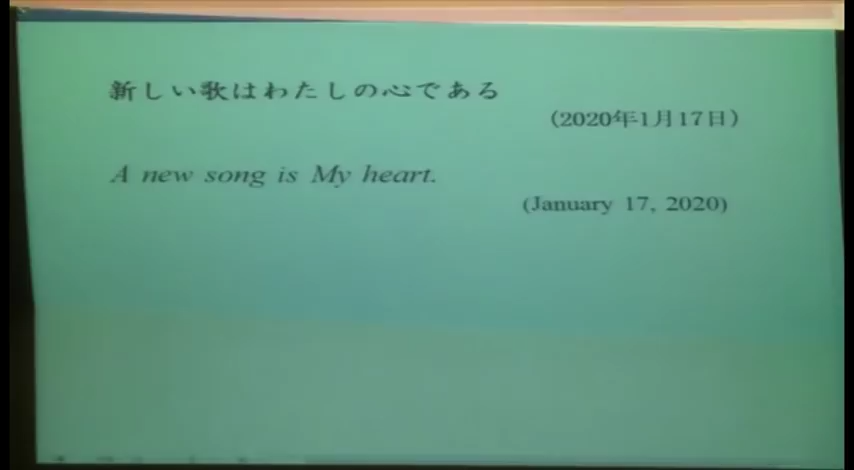 新しい歌はわたしの心である
（2020年1月17日）
A new song is My heart.
(January 17, 2020)